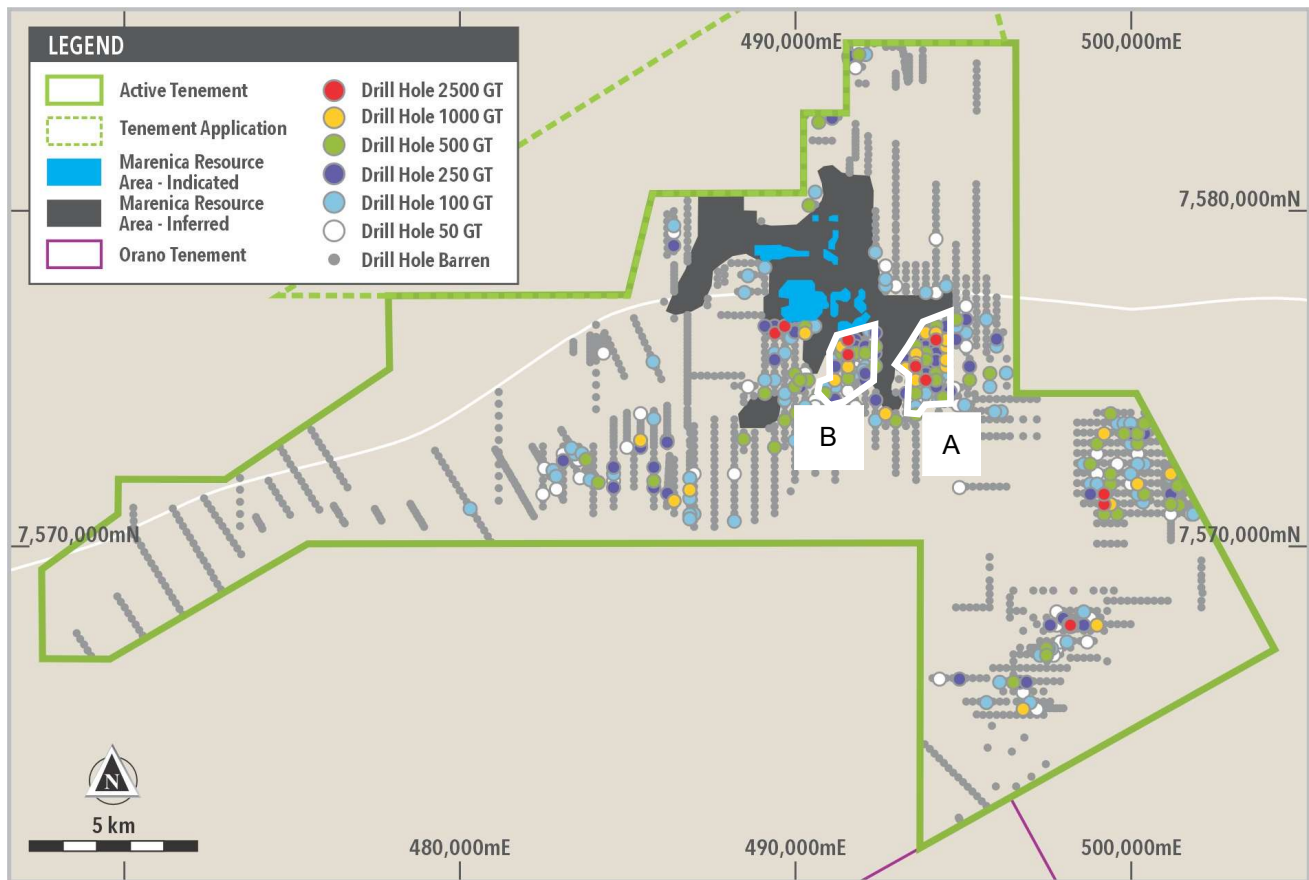 LEGEND
Active Tenement
Tenement Application
Marenica Resource
Area - Indicated
Marenica Resource
Area - Inferred
Orano Tenement
Drill Hole 2500 GT
Drill Hole 1000 GT
Drill Hole 500 GT
Drill Hole 250 GT
Drill Hole 100 GT
Drill Hole 50 GT
Drill Hole Barren
490,000mE
500,000mE
7,580,000mN
B
A
7,570,000mN
7,570,000mN
N
5 km
480,000mE
490,000mE
500,000mE